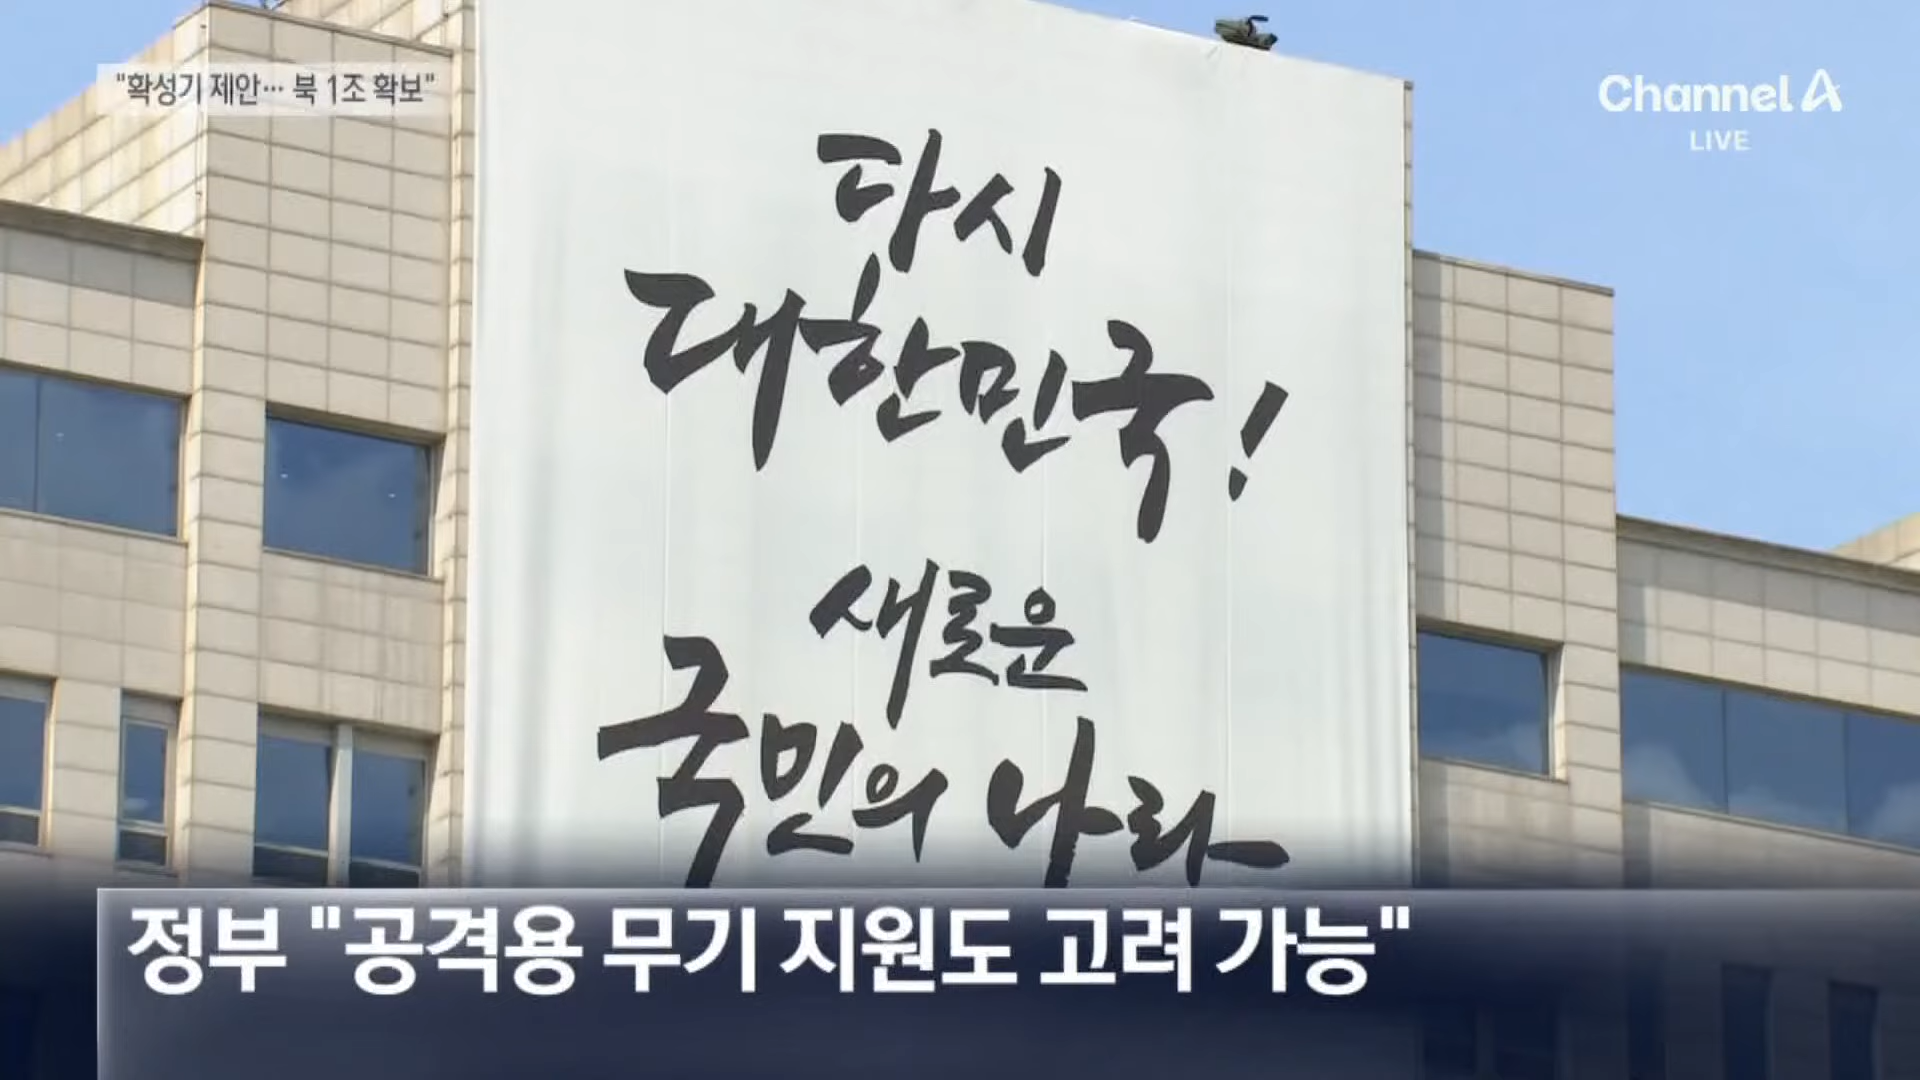 "확성기 제안… 북 1조 확보"
Channel A
LIVE
다시
대한민국!
새로운
국민의 나라
정부 "공격용 무기 지원도 고려 가능"